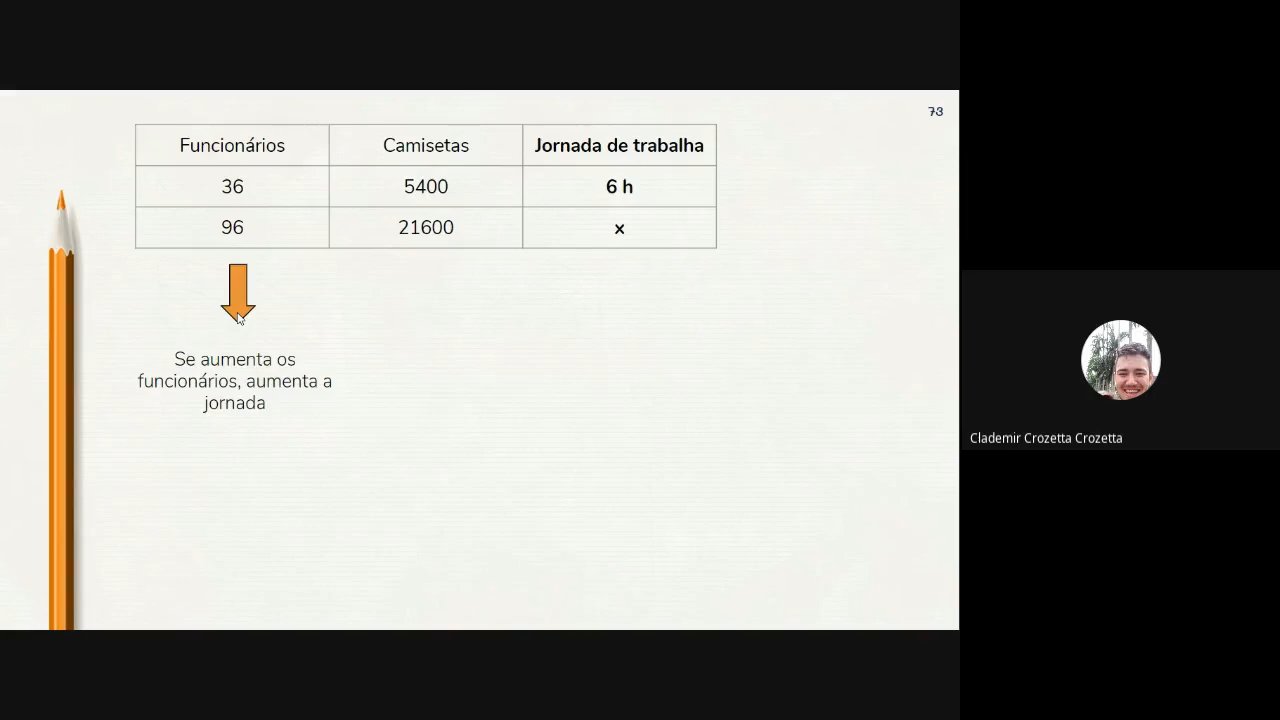 73
Funcionários Camisetas Jornada de trabalha
36 5400 6 h
96 21600 x
Se aumenta os
funcionários, aumenta a
jornada
Clademir Crozetta Crozetta